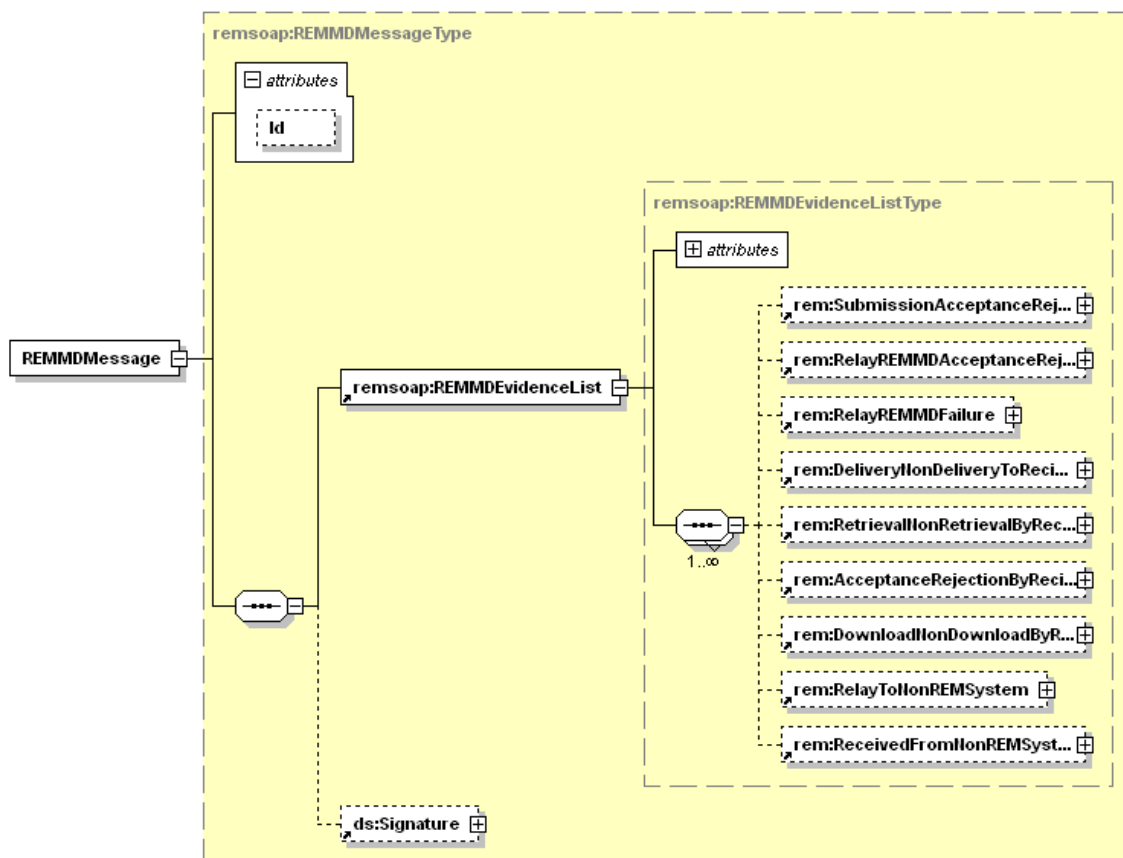 remsoap:REMMDMessageType
attributes
Id
remsoap:REMMDEvidenceListType
attributes
rem:SubmissionAcceptanceRej...
rem:RelayREMMDAcceptanceRej...
REMMDMessage
remsoap:REMMDEvidenceList
rem:RelayREMMDFailure
rem:DeliveryNonDeliveryToReci...
rem:RetrievalNonRetrievalByRec...
1..∞
rem:AcceptanceRejectionByReci...
rem:DownloadNonDownloadByR...
rem:RelayToNonREMSystem
rem:ReceivedFromNonREMSyst...
ds:Signature